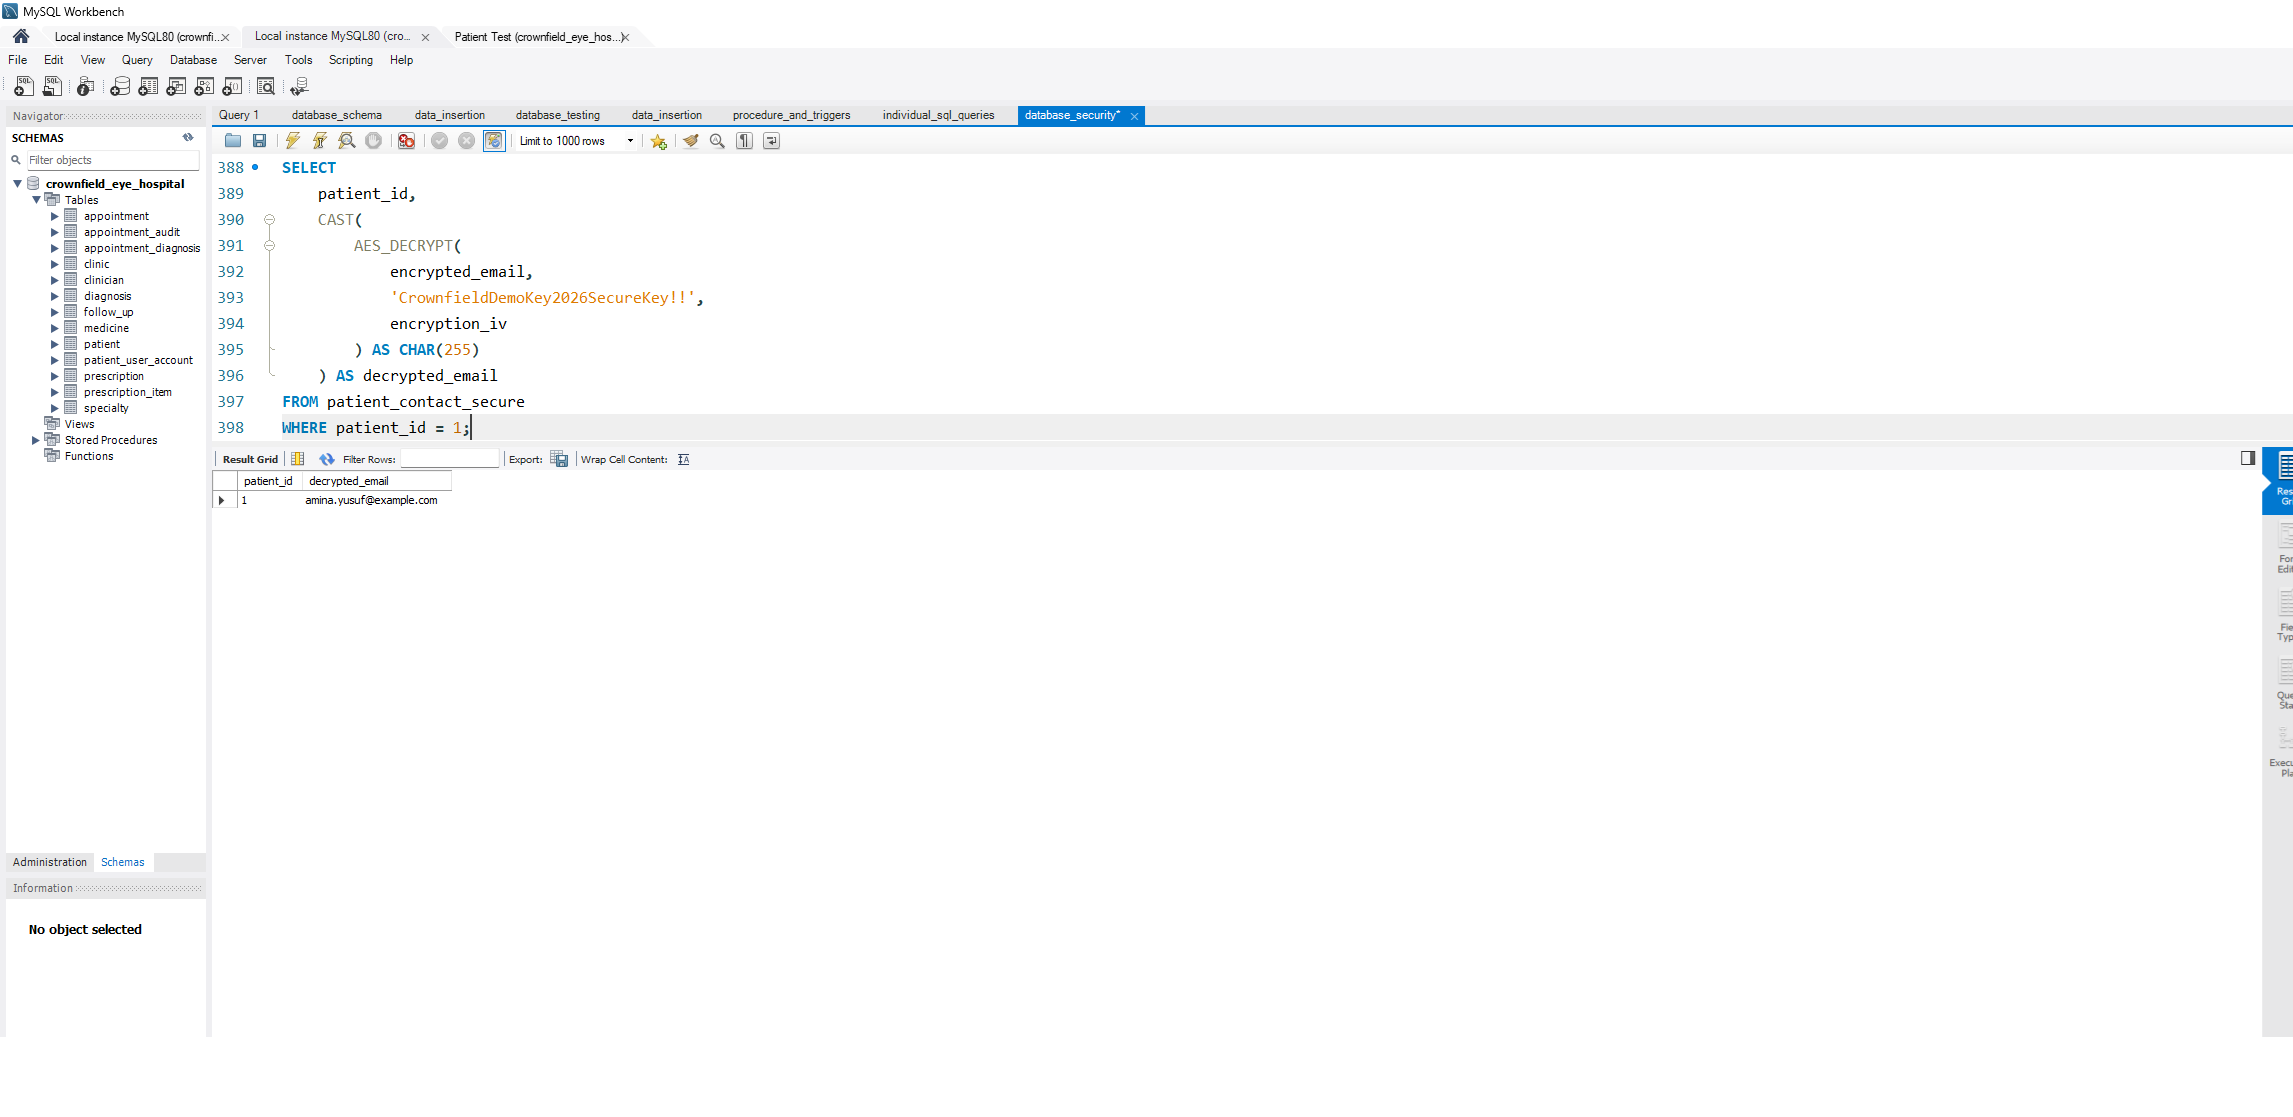 MySQL Workbench
Local instance MySQL80 (crownfi...
Local instance MySQL80 (cro...
Patient Test (crownfield_eye_hos...)
File Edit View Query Database Server Tools Scripting Help
Navigator
SCHEMAS
Filter objects
crownfield_eye_hospital
Tables
appointment
appointment_audit
appointment_diagnosis
clinic
clinician
diagnosis
follow_up
medicine
patient
patient_user_account
prescription
prescription_item
specialty
Views
Stored Procedures
Functions
Administration Schemas
Information
No object selected
Query 1 database_schema data_insertion database_testing data_insertion procedure_and_triggers individual_sql_queries database_security*
Limit to 1000 rows
388 SELECT
389 patient_id,
390 CAST(
391 AES_DECRYPT(
392 encrypted_email,
393 'CrownfieldDemoKey2026SecureKey!!',
394 encryption_iv
395 ) AS CHAR(255)
396 ) AS decrypted_email
397 FROM patient_contact_secure
398 WHERE patient_id = 1;
Result Grid Filter Rows: Export: Wrap Cell Content:
patient_id decrypted_email
1 amina.yusuf@example.com